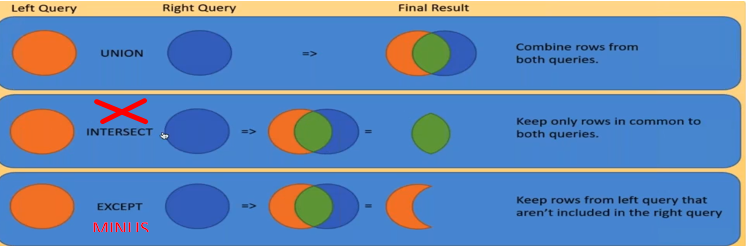 Left Query Right Query Final Result
UNION => Combine rows from
both queries.
INTERSECT => = Keep only rows in common to
both queries.
EXCEPT => = Keep rows from left query that
aren't included in the right query
MINUS